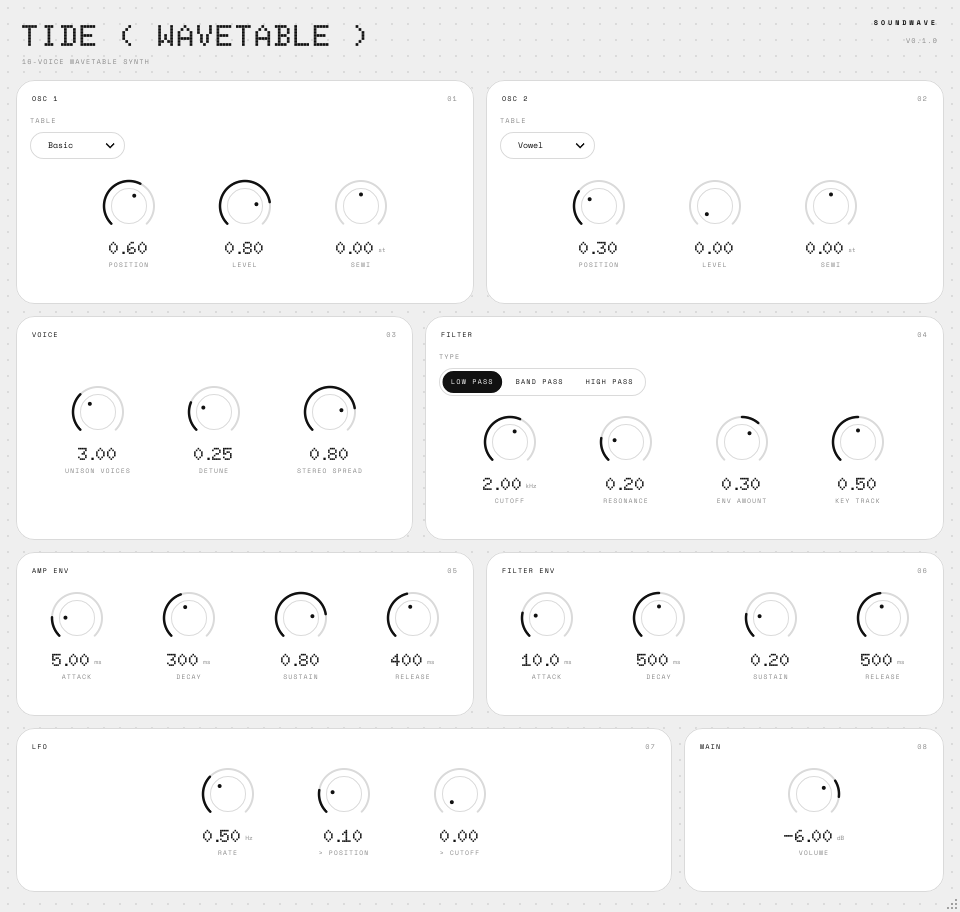 TIDE ( WAVETABLE )
SOUNDWAVE
V0.1.0
16-VOICE WAVETABLE SYNTH
OSC 1
01
TABLE
Basic
0.60
0.80
0.00 st
POSITION
LEVEL
SEMI
OSC 2
02
TABLE
Vowel
0.30
0.00
0.00 st
POSITION
LEVEL
SEMI
VOICE
03
3.00
0.25
0.80
UNISON VOICES
DETUNE
STEREO SPREAD
FILTER
04
TYPE
LOW PASS
BAND PASS
HIGH PASS
2.00 kHz
0.20
0.30
0.50
CUTOFF
RESONANCE
ENV AMOUNT
KEY TRACK
AMP ENV
05
5.00 ms
300 ms
0.80
400 ms
ATTACK
DECAY
SUSTAIN
RELEASE
FILTER ENV
06
10.0 ms
500 ms
0.20
500 ms
ATTACK
DECAY
SUSTAIN
RELEASE
LFO
07
0.50 Hz
0.10
0.00
RATE
> POSITION
> CUTOFF
MAIN
08
-6.00 dB
VOLUME